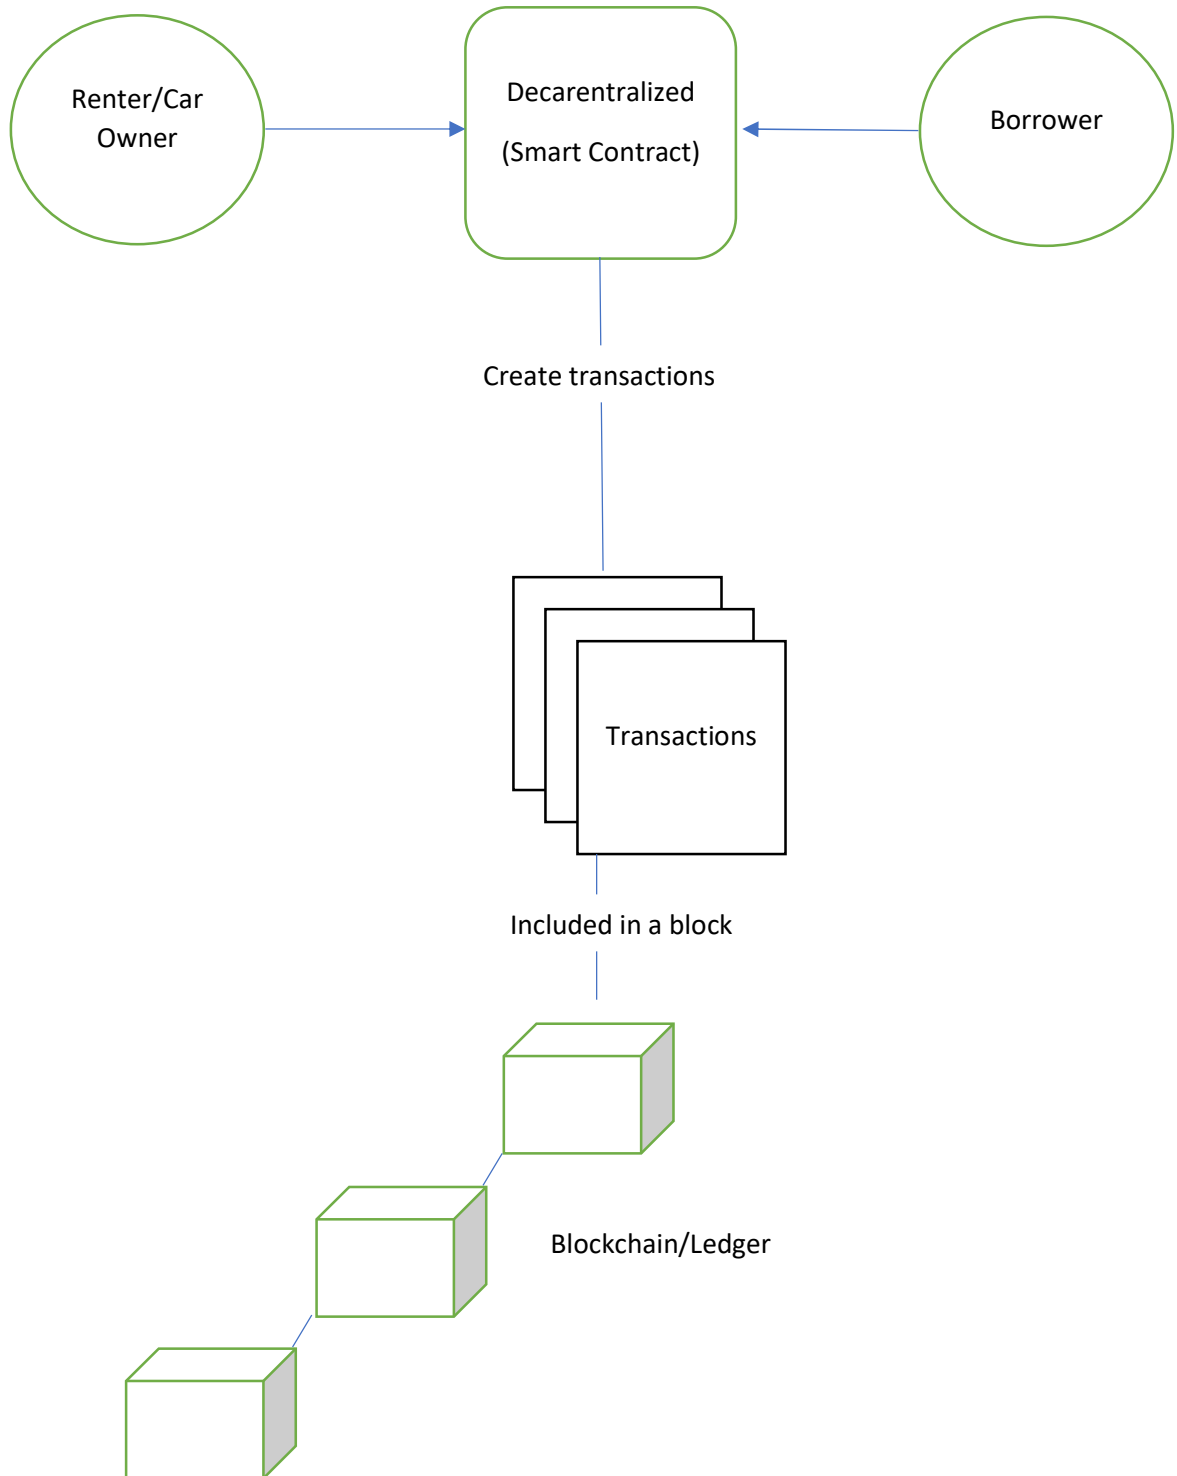 Renter/Car
Owner
Decarentralized
(Smart Contract)
Borrower
Create transactions
Transactions
Included in a block
Blockchain/Ledger